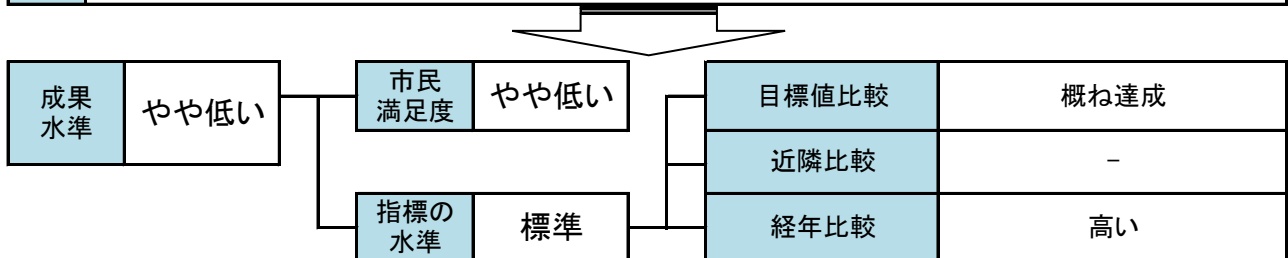 成果
水準
やや低い
市民
満足度
やや低い
指標の
水準
標準
目標値比較
概ね達成
近隣比較
－
経年比較
高い